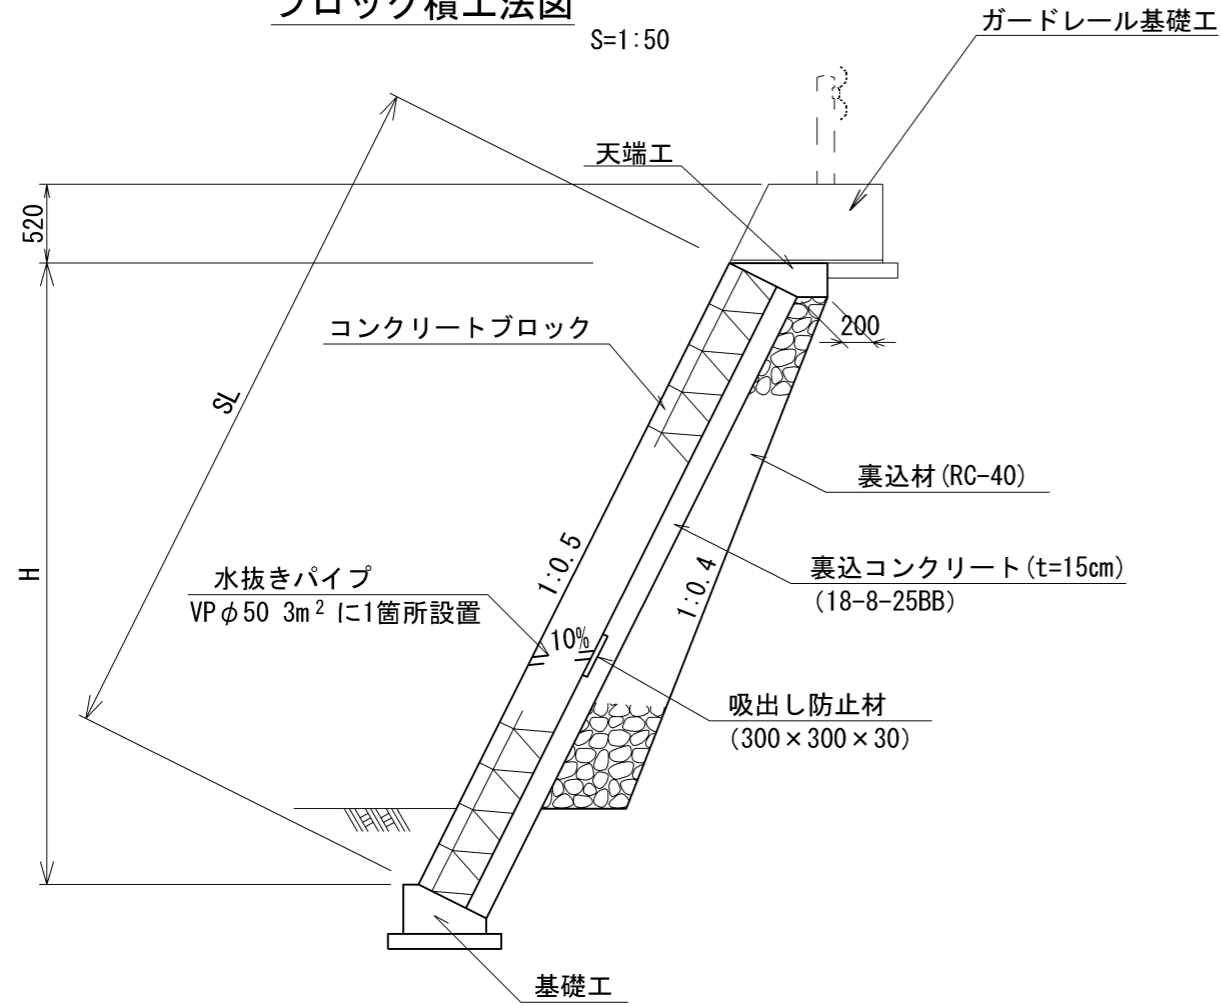 ブロック積工法図
S=1:50
ガードレール基礎工
天端工
520
コンクリートブロック
200
SL
裏込材(RC-40)
1:0.5
裏込コンクリート(t=15cm)
(18-8-25BB)
H
水抜きパイプ
VPφ50 3m² に1箇所設置
1:0.4
10%
吸出し防止材
(300×300×30)
基礎工